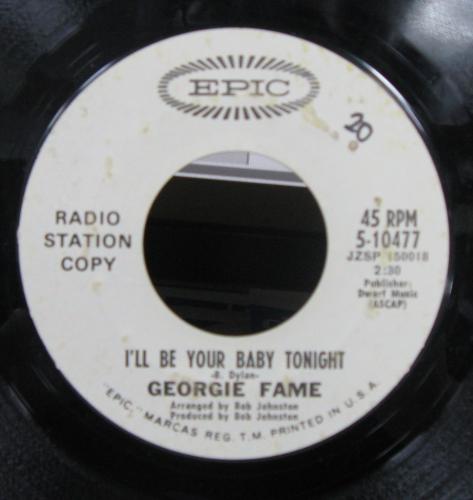 EPIC
20
RADIO
STATION
COPY
45 RPM
5-10477
JZSP 150018
2:30
Publisher:
Dwarf Music
(ASCAP)
I'LL BE YOUR BABY TONIGHT
-B. Dylan-
GEORGIE FAME
Arranged by Bob Johnston
Produced by Bob Johnston
"EPIC," MARCAS REG. T.M. PRINTED IN U.S.A.